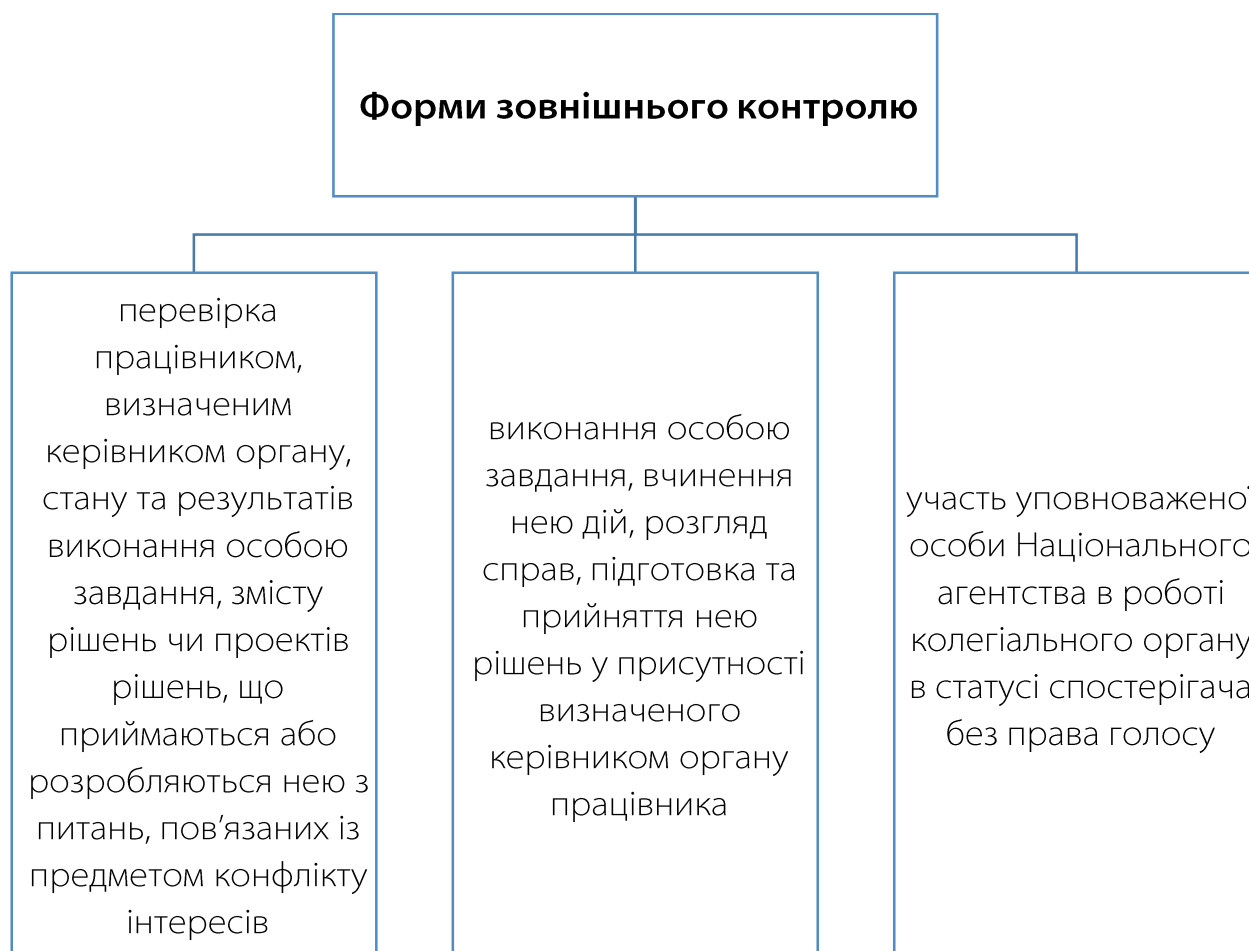 Форми зовнішнього контролю
перевірка
працівником,
визначеним
керівником органу,
стану та результатів
виконання особою
завдання, змісту
рішень чи проектів
рішень, що
приймаються або
розробляються нею з
питань, пов’язаних із
предметом конфлікту
інтересів
виконання особою
завдання, вчинення
нею дій, розгляд
справ, підготовка та
прийняття нею
рішень у присутності
визначеного
керівником органу
працівника
участь уповноваженої
особи Національного
агентства в роботі
колегіального органу
в статусі спостерігача
без права голосу